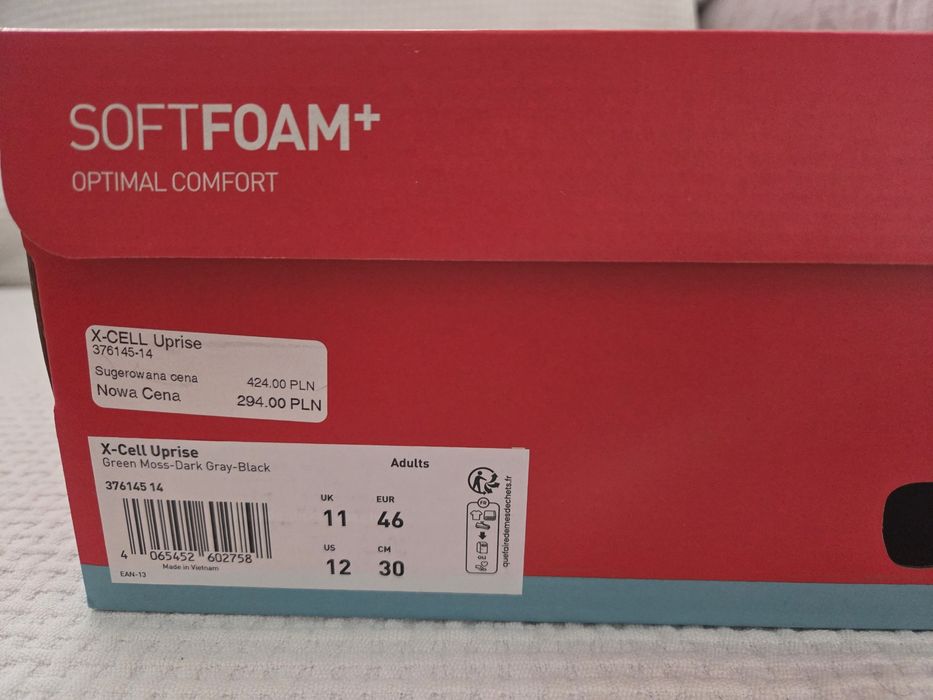 SOFTFOAM+
OPTIMAL COMFORT
X-CELL Uprise
376145-14
Sugerowana cena 424.00 PLN
Nowa Cena 294.00 PLN
X-Cell Uprise
Green Moss-Dark Gray-Black
Adults
376145 14
UK EUR
11 46
US CM
12 30
4 065452 602758
Made in Vietnam
EAN-13
FR
quefairedemesdechets.fr